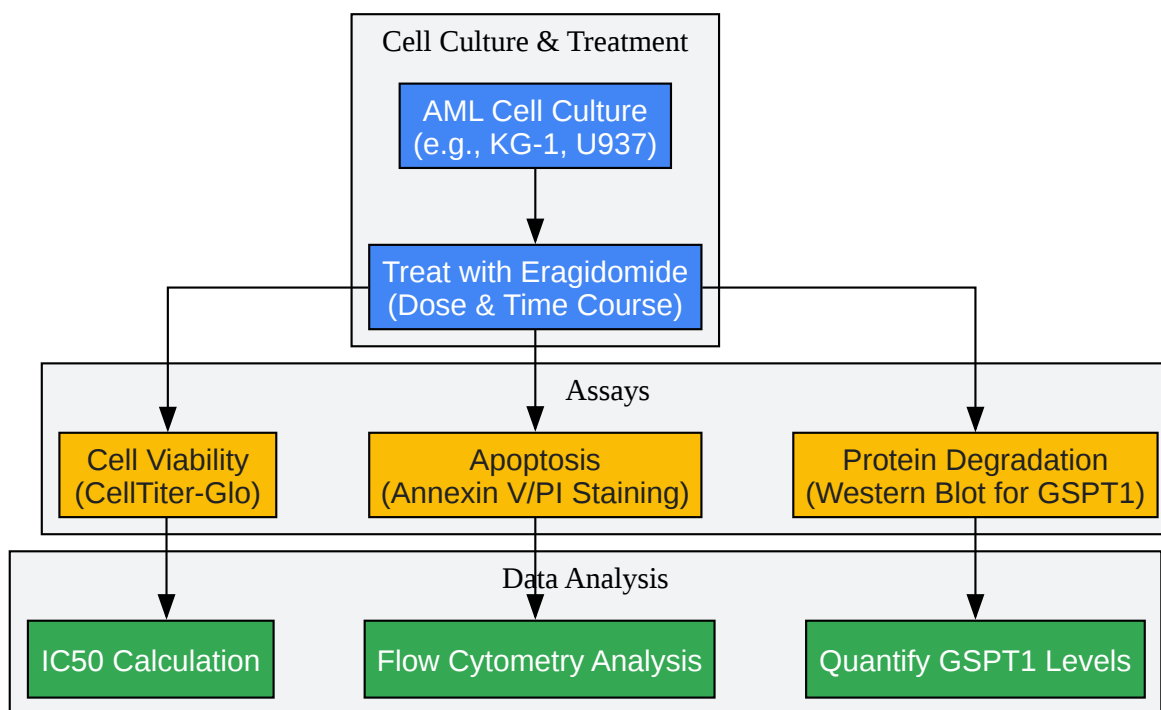 Cell Culture & Treatment
AML Cell Culture
(e.g., KG-1, U937)
Treat with Eragidomide
(Dose & Time Course)
Assays
Cell Viability
(CellTiter-Glo)
Apoptosis
(Annexin V/PI Staining)
Protein Degradation
(Western Blot for GSPT1)
Data Analysis
IC50 Calculation
Flow Cytometry Analysis
Quantify GSPT1 Levels